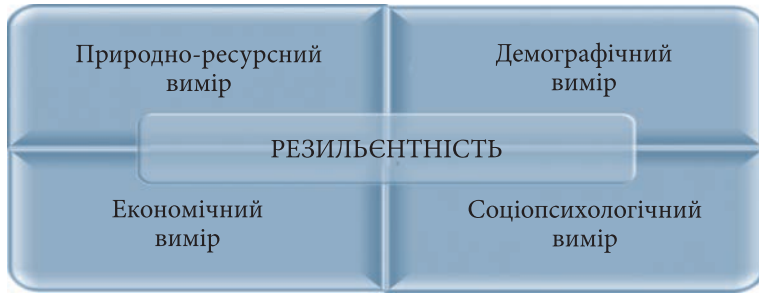 Природно-ресурсний
вимір
Демографічний
вимір
РЕЗИЛЬЄНТНІСТЬ
Економічний
вимір
Соціопсихологічний
вимір